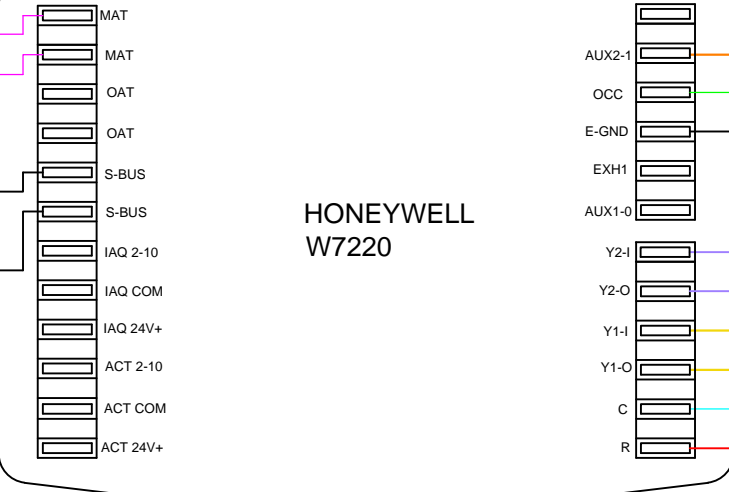 MAT
MAT
OAT
OAT
S-BUS
S-BUS
IAQ 2-10
IAQ COM
IAQ 24V+
ACT 2-10
ACT COM
ACT 24V+
HONEYWELL
W7220
AUX2-1
OCC
E-GND
EXH1
AUX1-0
Y2-I
Y2-O
Y1-I
Y1-O
C
R